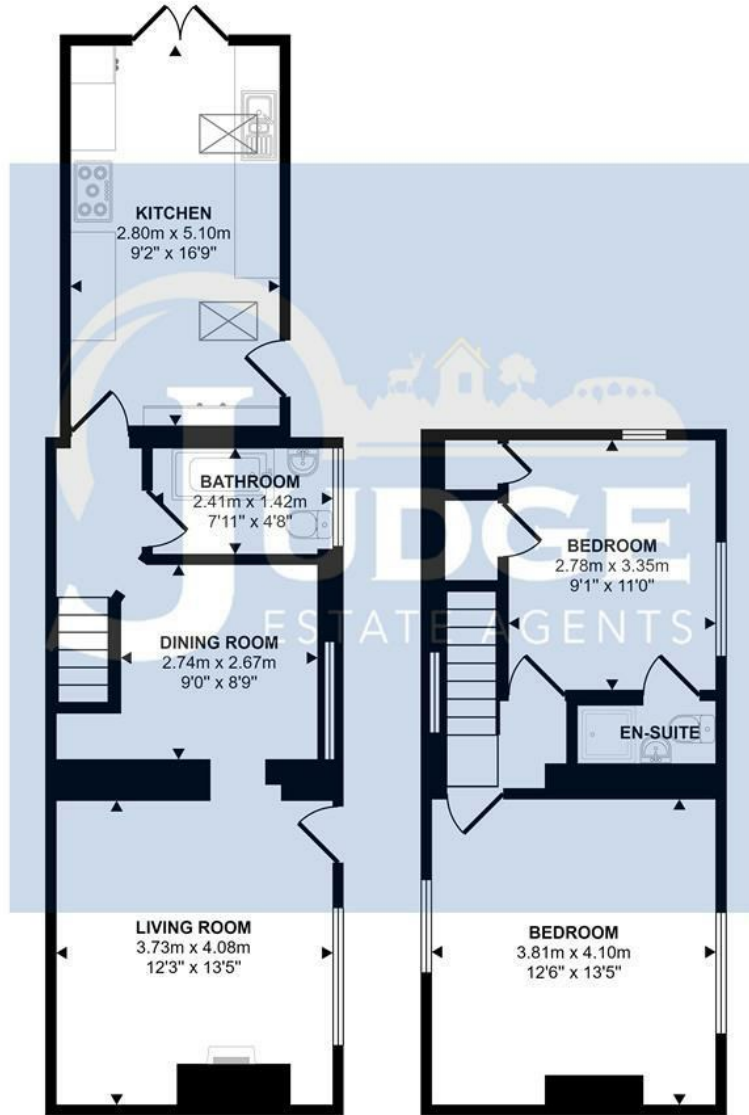 KITCHEN
2.80m x 5.10m
9'2" x 16'9"
BATHROOM
2.41m x 1.42m
7'11" x 4'8"
DINING ROOM
2.74m x 2.67m
9'0" x 8'9"
LIVING ROOM
3.73m x 4.08m
12'3" x 13'5"
BEDROOM
2.78m x 3.35m
9'1" x 11'0"
EN-SUITE
BEDROOM
3.81m x 4.10m
12'6" x 13'5"
JUDGE
ESTATE AGENTS